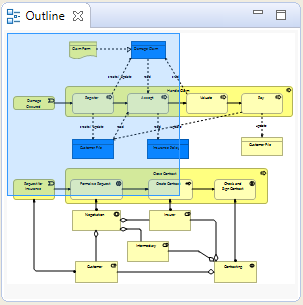 Outline
Claim Form
Damage Claim
Handle Claim
Damage
Occurred
Register
Accept
Valuate
Pay
Customer File
Insurance Policy
Customer File
Close Contract
Request for
Insurance
Formalise Request
Create Contract
Check and
Sign Contract
Negotiation
Insurer
Intermediary
Customer
Contracting